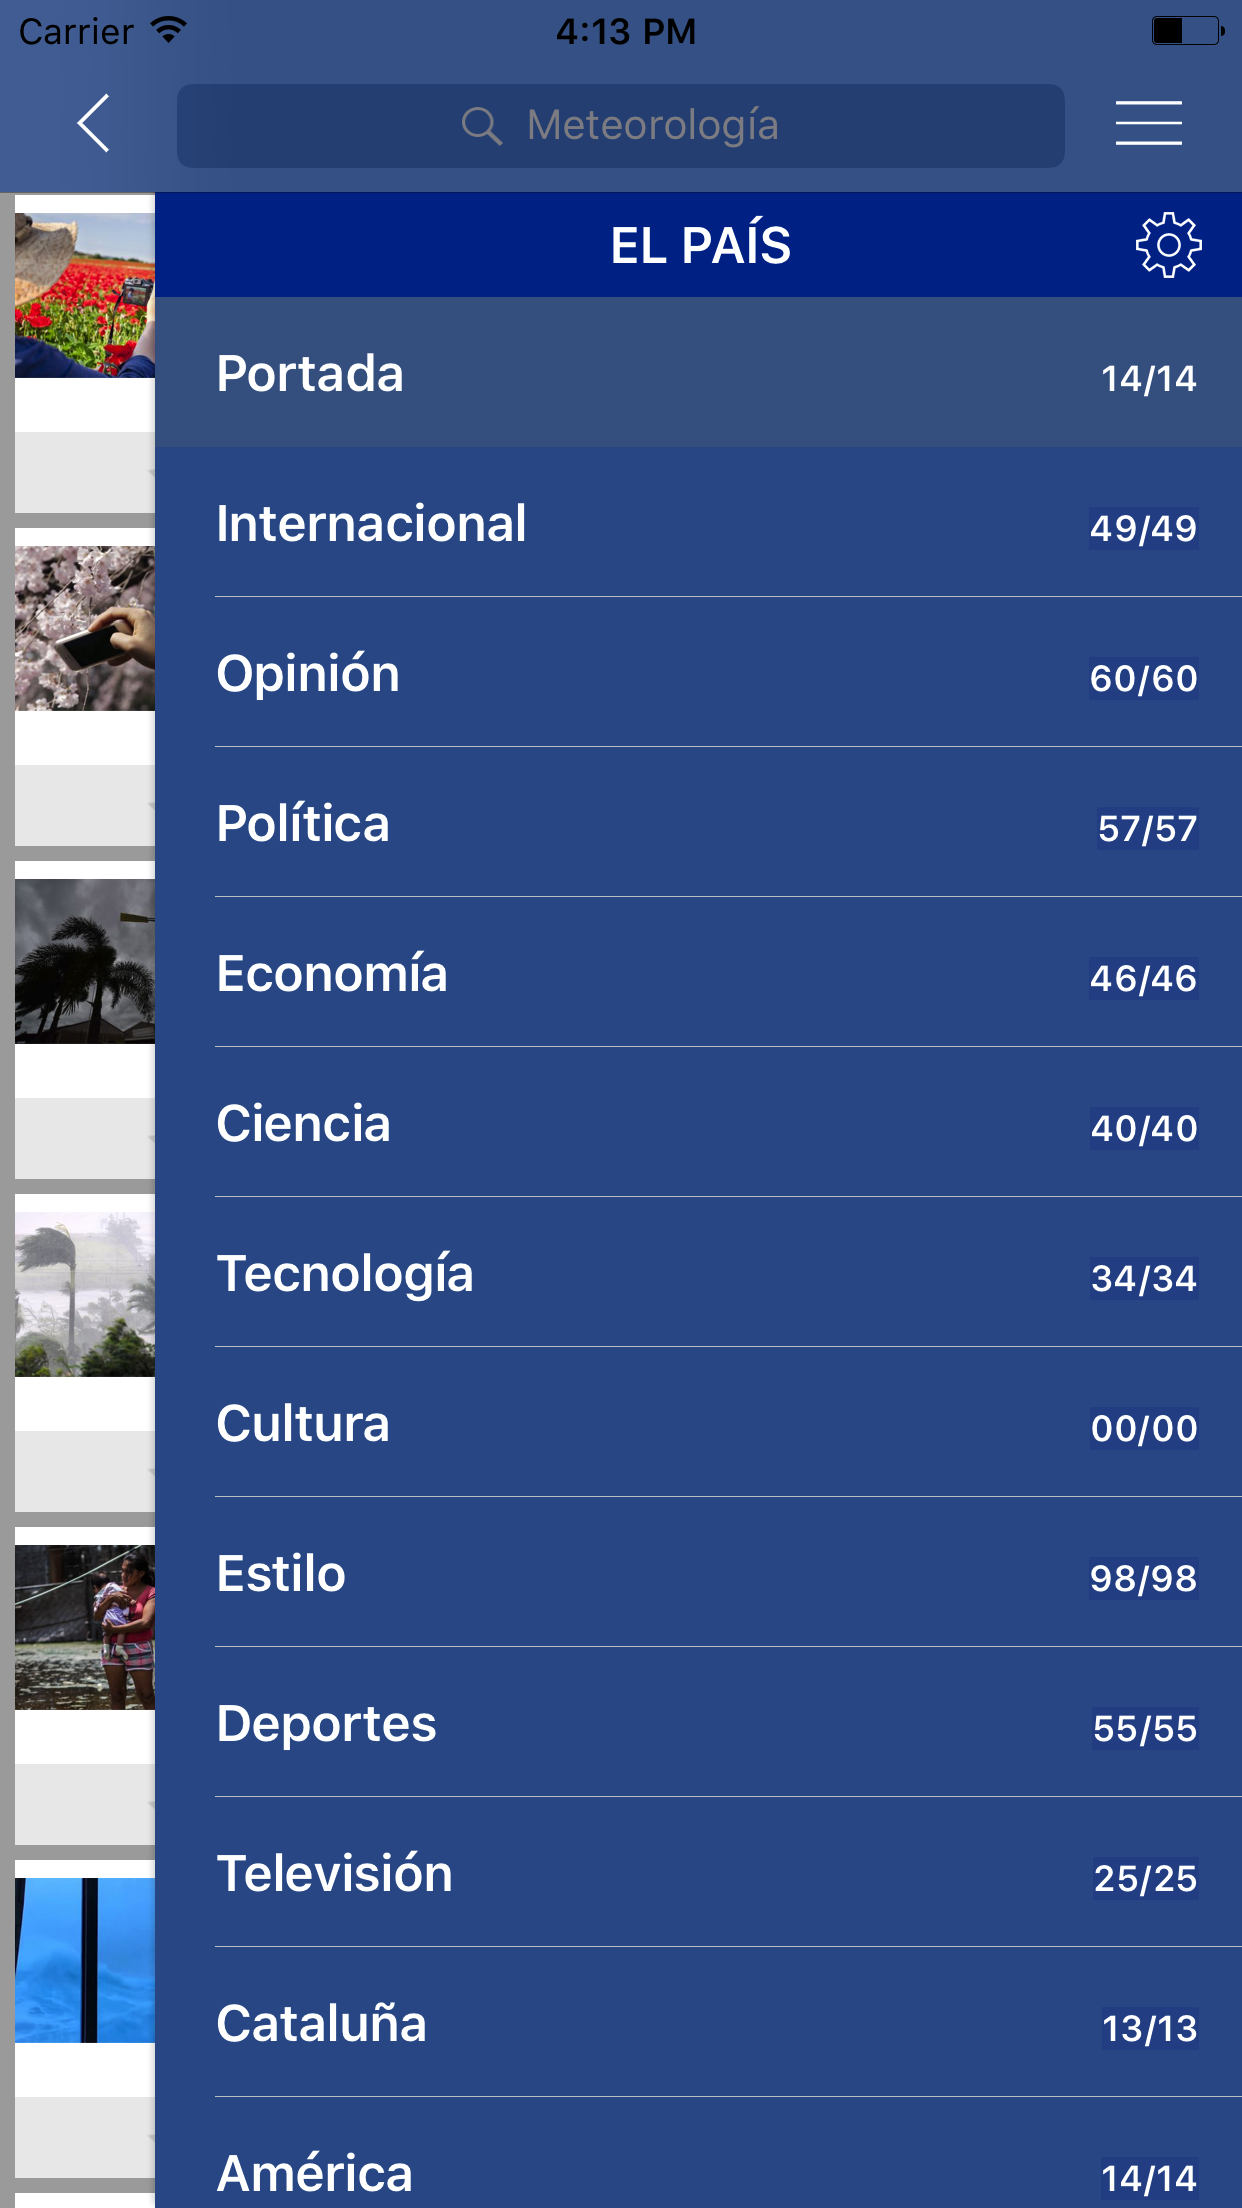 Carrier 4:13 PM
Meteorología
EL PAÍS
Portada 14/14
Internacional 49/49
Opinión 60/60
Política 57/57
Economía 46/46
Ciencia 40/40
Tecnología 34/34
Cultura 00/00
Estilo 98/98
Deportes 55/55
Televisión 25/25
Cataluña 13/13
América 14/14